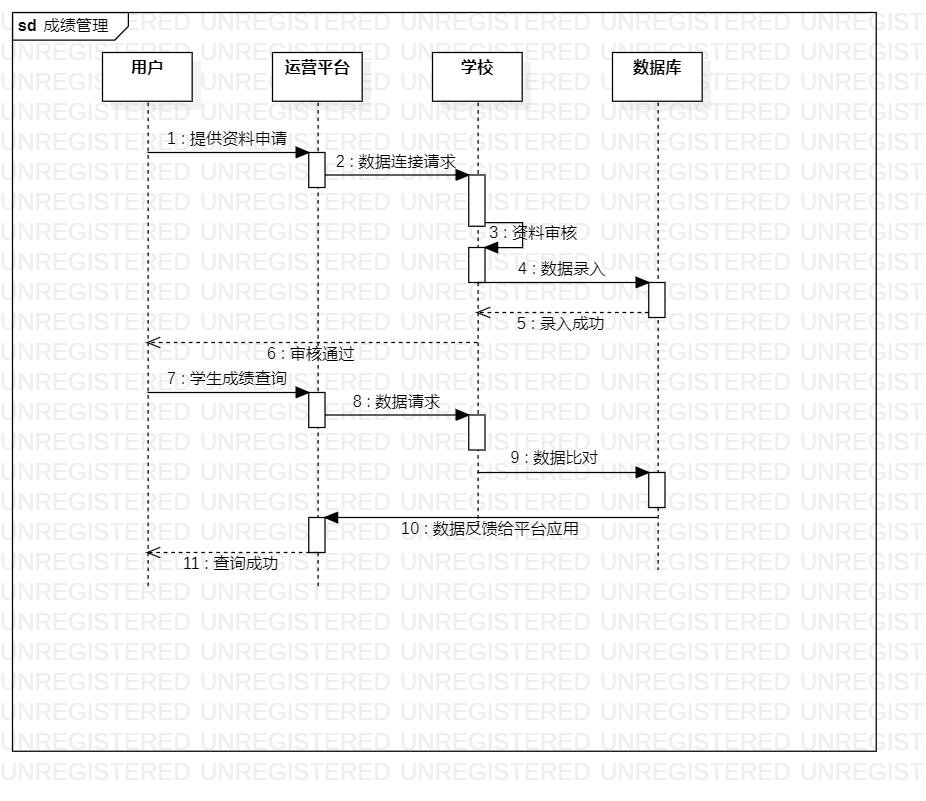 sd 成绩管理
用户
运营平台
学校
数据库
1 : 提供资料申请
2 : 数据连接请求
3 : 资料审核
4 : 数据录入
5 : 录入成功
6 : 审核通过
7 : 学生成绩查询
8 : 数据请求
9 : 数据比对
10 : 数据反馈给平台应用
11 : 查询成功
UNREGISTERED